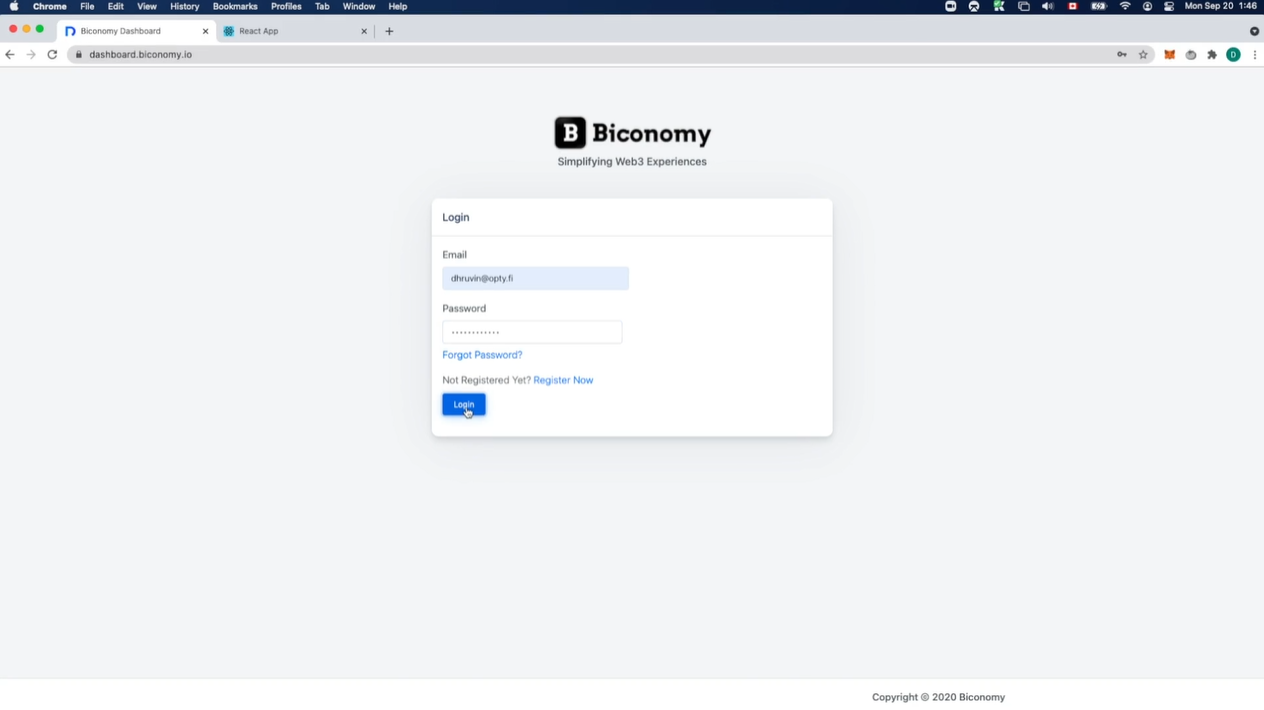 Chrome File Edit View History Bookmarks Profiles Tab Window Help Mon Sep 20 1:46
Biconomy Dashboard React App
dashboard.biconomy.io D
B Biconomy
Simplifying Web3 Experiences
Login
Email
dhruvin@opty.fi
Password
Forgot Password?
Not Registered Yet? Register Now
Login
Copyright © 2020 Biconomy